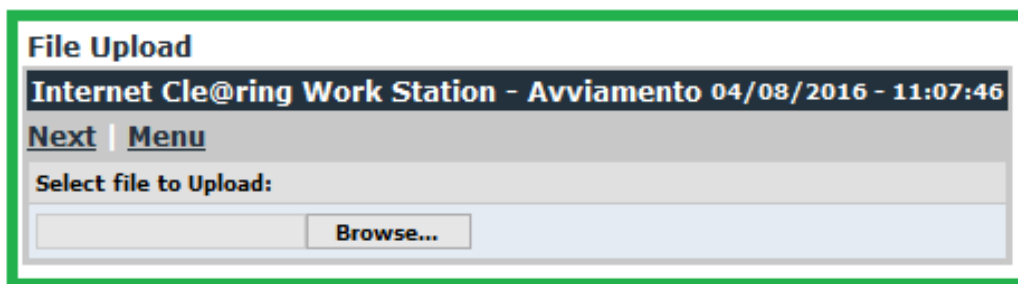 File Upload
Internet Cle@ring Work Station - Avviamento 04/08/2016 - 11:07:46
Next | Menu
Select file to Upload:
Browse...